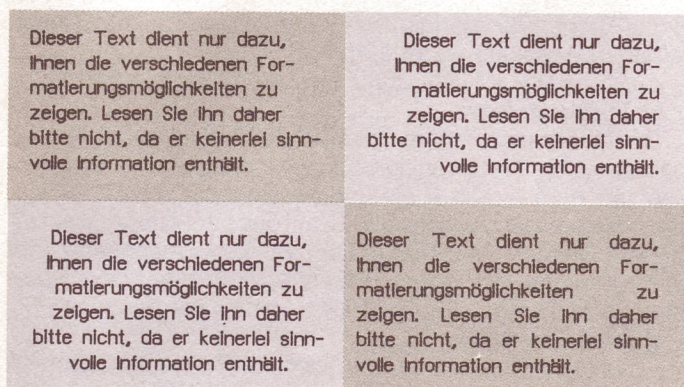 Dieser Text dient nur dazu,
Ihnen die verschiedenen For-
matierungsmöglichkeiten zu
zeigen. Lesen Sie ihn daher
bitte nicht, da er keinerlei sinn-
volle Information enthält.
Dieser Text dient nur dazu,
Ihnen die verschiedenen For-
matierungsmöglichkeiten zu
zeigen. Lesen Sie ihn daher
bitte nicht, da er keinerlei sinn-
volle Information enthält.
Dieser Text dient nur dazu,
Ihnen die verschiedenen For-
matierungsmöglichkeiten zu
zeigen. Lesen Sie ihn daher
bitte nicht, da er keinerlei sinn-
volle Information enthält.
Dieser Text dient nur dazu,
Ihnen die verschiedenen For-
matierungsmöglichkeiten zu
zeigen. Lesen Sie ihn daher
bitte nicht, da er keinerlei sinn-
volle Information enthält.